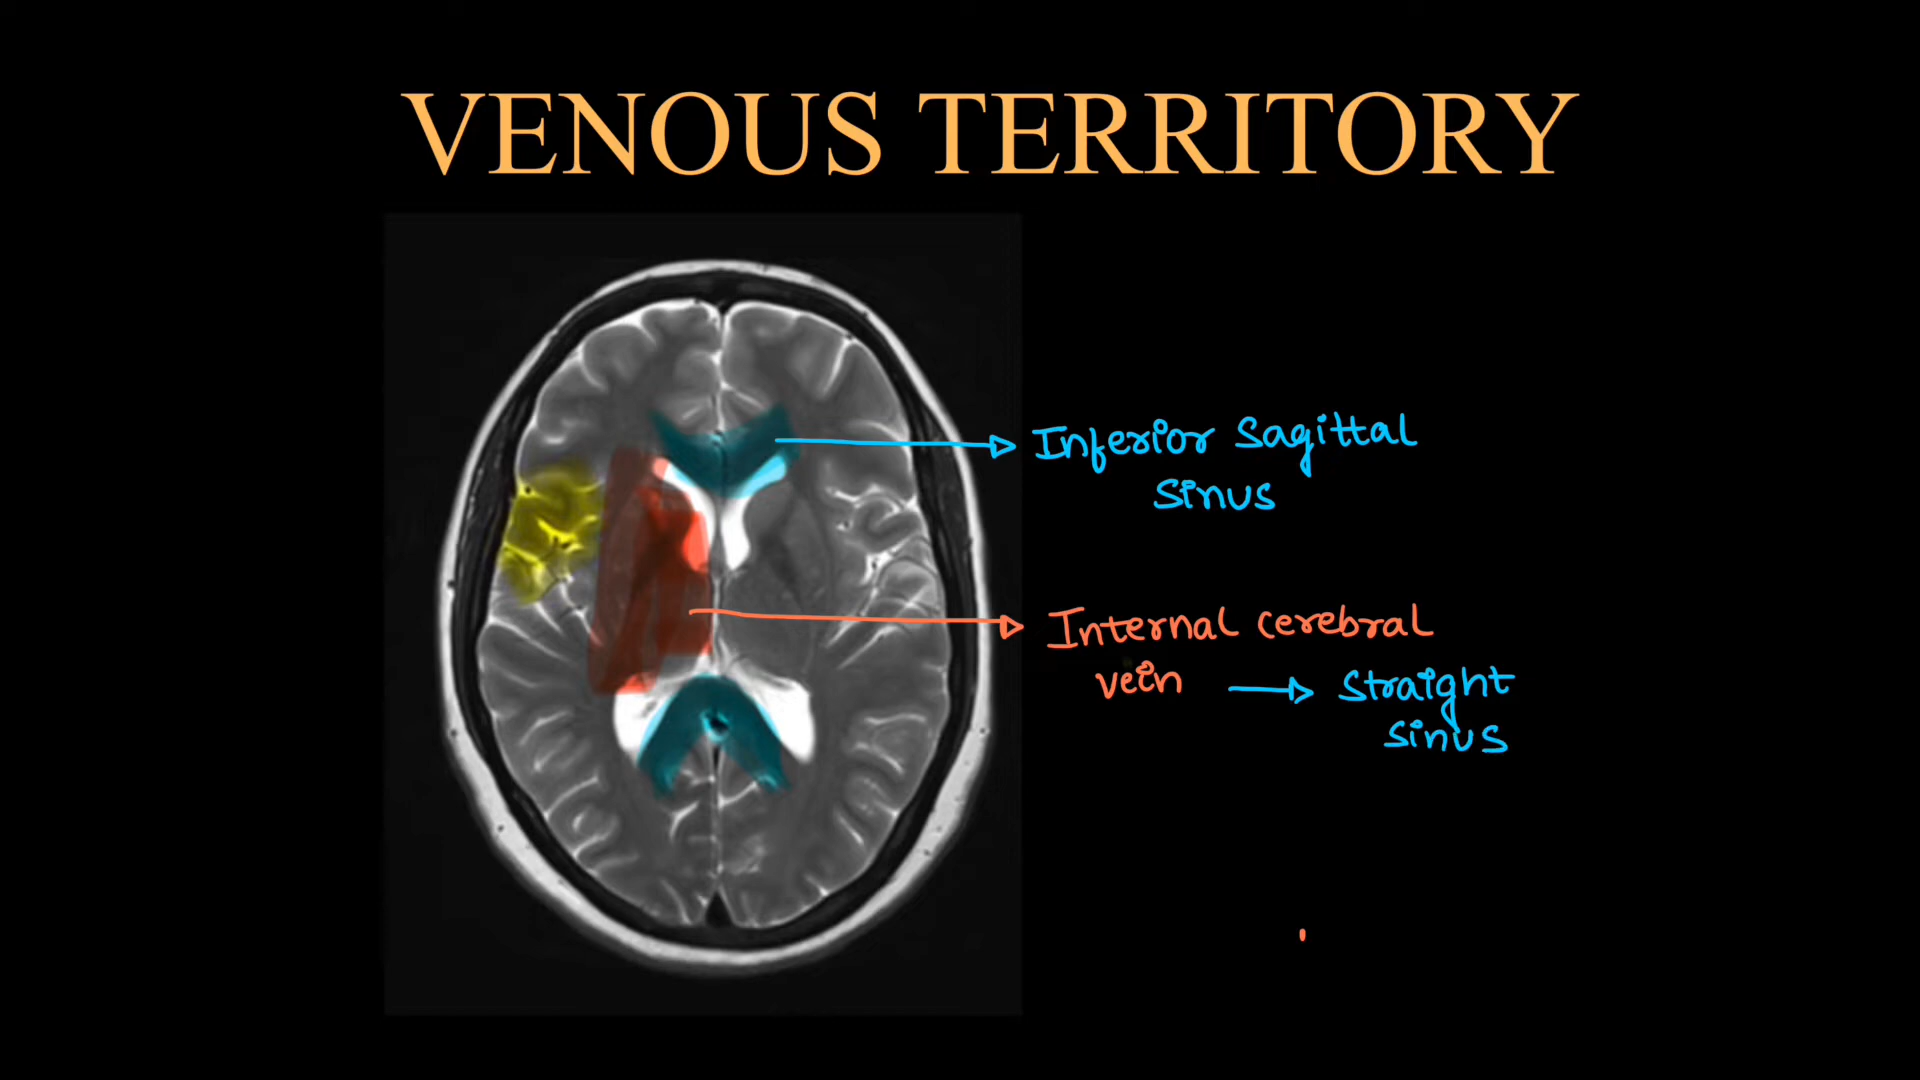 VENOUS TERRITORY
Inferior Sagittal
Sinus
Internal cerebral
vein → Straight
Sinus